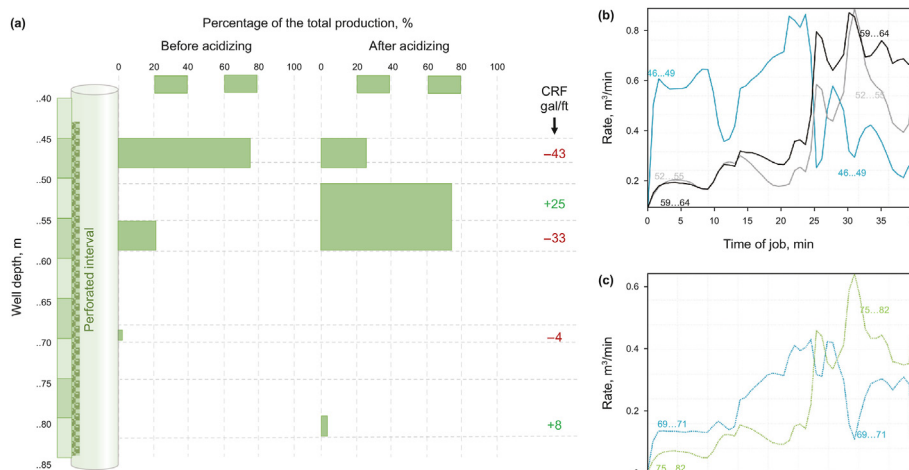 (a)
Percentage of the total production, %
Before acidizing
After acidizing
0 20 40 60 80 100
0 20 40 60 80 100
CRF
gal/ft
Well depth, m
..40
..45
..50
..55
..60
..65
..70
..75
..80
..85
Perforated interval
–43
+25
–33
–4
+8
(b)
Rate, m³/min
0.8
0.6
0.4
0.2
46...49
59...64
52...55
52...55
46...49
59...64
0 5 10 15 20 25 30 35
Time of job, min
(c)
Rate, m³/min
0.6
0.4
0.2
75...82
69...71
69...71
75...82